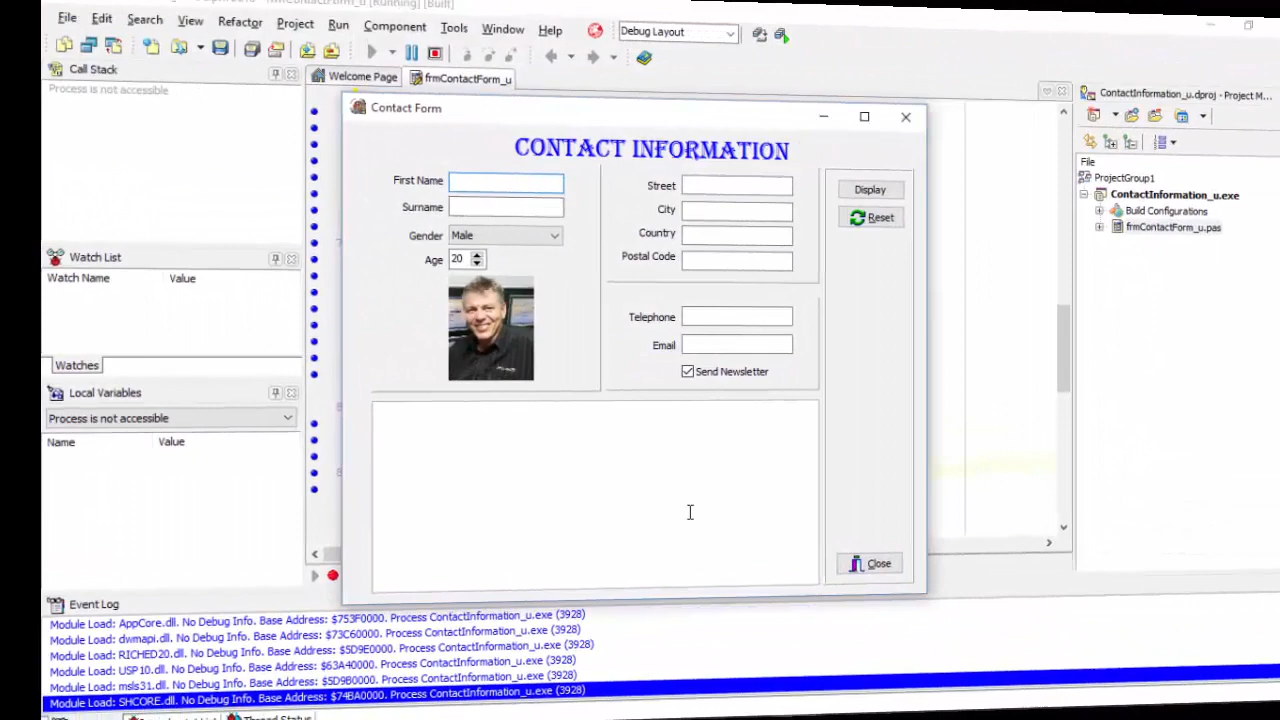 frmContactForm_u [Running] [Built]
File Edit Search View Refactor Project Run Component Tools Window Help Debug Layout
Call Stack
Process is not accessible
Welcome Page frmContactForm_u
ContactInformation_u.dproj - Project M...
Contact Form
CONTACT INFORMATION
First Name
Surname
Gender Male
Age 20
Street
City
Country
Postal Code
Telephone
Email
Send Newsletter
Display
Reset
Close
File
ProjectGroup1
ContactInformation_u.exe
Build Configurations
frmContactForm_u.pas
Watch List
Watch Name Value
Watches
Local Variables
Process is not accessible
Name Value
Event Log
Module Load: AppCore.dll. No Debug Info. Base Address: $753F0000. Process ContactInformation_u.exe (3928)
Module Load: dwmapi.dll. No Debug Info. Base Address: $73C60000. Process ContactInformation_u.exe (3928)
Module Load: RICHED20.dll. No Debug Info. Base Address: $5D9E0000. Process ContactInformation_u.exe (3928)
Module Load: USP10.dll. No Debug Info. Base Address: $63A40000. Process ContactInformation_u.exe (3928)
Module Load: msls31.dll. No Debug Info. Base Address: $5D9B0000. Process ContactInformation_u.exe (3928)
Module Load: SHCORE.dll. No Debug Info. Base Address: $74BA0000. Process ContactInformation_u.exe (3928)
Thread Status